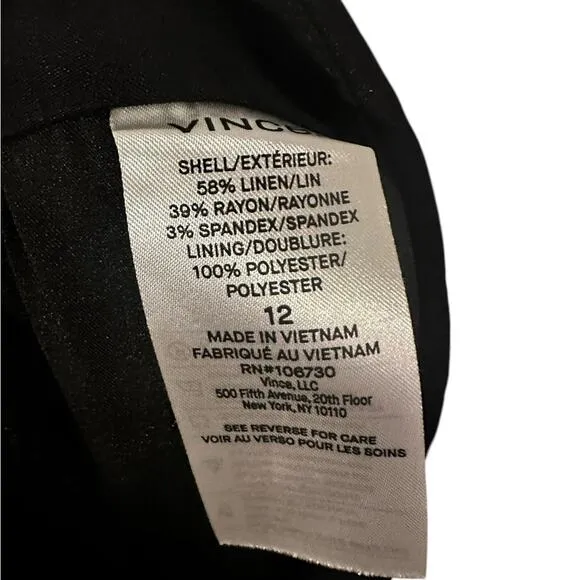 VINCE.
SHELL/EXTÉRIEUR:
58% LINEN/LIN
39% RAYON/RAYONNE
3% SPANDEX/SPANDEX
LINING/DOUBLURE:
100% POLYESTER/
POLYESTER
12
MADE IN VIETNAM
FABRIQUÉ AU VIETNAM
RN#106730
Vince, LLC
500 Fifth Avenue, 20th Floor
New York, NY 10110
SEE REVERSE FOR CARE
VOIR AU VERSO POUR LES SOINS